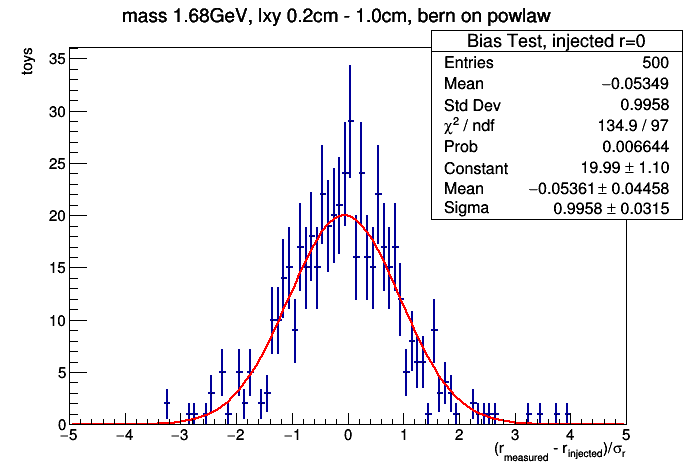 mass 1.68GeV, lxy 0.2cm - 1.0cm, bern on powlaw
Bias Test, injected r=0
Entries 500
Mean −0.05349
Std Dev 0.9958
χ² / ndf 134.9 / 97
Prob 0.006644
Constant 19.99 ± 1.10
Mean −0.05361 ± 0.04458
Sigma 0.9958 ± 0.0315
toys
35
30
25
20
15
10
5
0
−5 −4 −3 −2 −1 0 1 2 3 4 5
(r_measured - r_injected)/σ_r